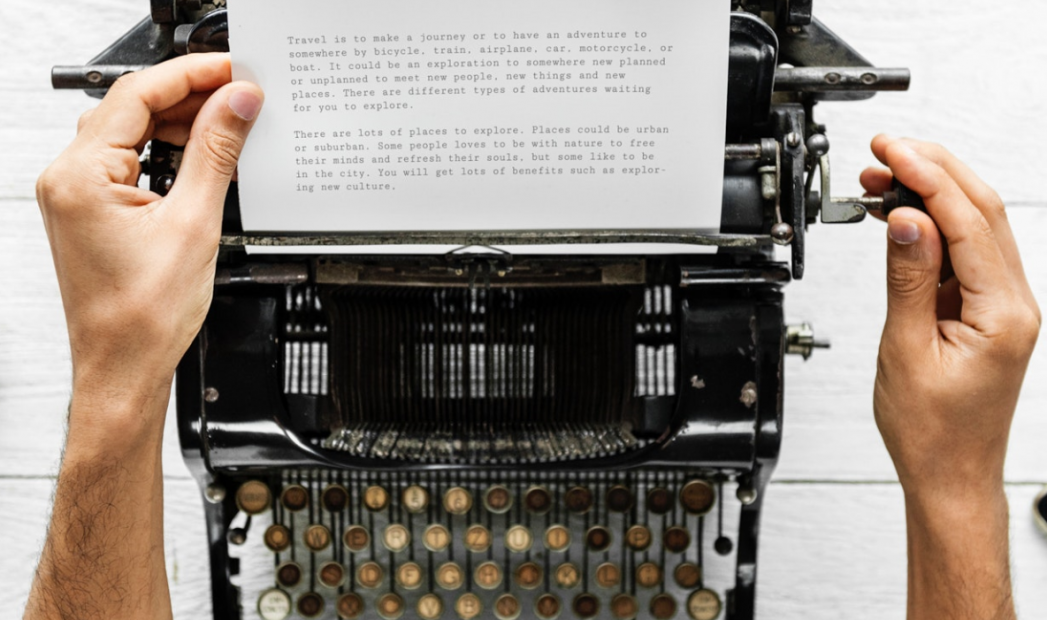 Travel is to make a journey or to have an adventure to
somewhere by bicycle, train, airplane, car, motorcycle, or
boat. It could be an exploration to somewhere new planned
or unplanned to meet new people, new things and new
places. There are different types of adventures waiting
for you to explore.
There are lots of places to explore. Places could be urban
or suburban. Some people loves to be with nature to free
their minds and refresh their souls, but some like to be
in the city. You will get lots of benefits such as explor-
ing new culture,
W E R T Z U I P
D F G H K L
C V B N